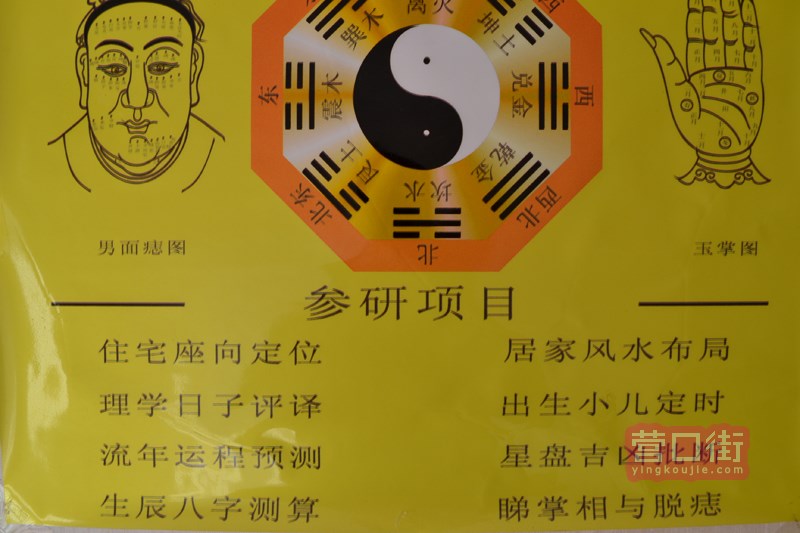 离火
巽木
坤土
西
东
震木
兑金
西
艮土
乾金
坎水
北东
西北
北
男面痣图
玉掌图
参研项目
住宅座向定位
居家风水布局
理学日子评译
出生小儿定时
流年运程预测
星盘吉凶批断
生辰八字测算
睇掌相与脱痣
营口街
yingkoujie.com